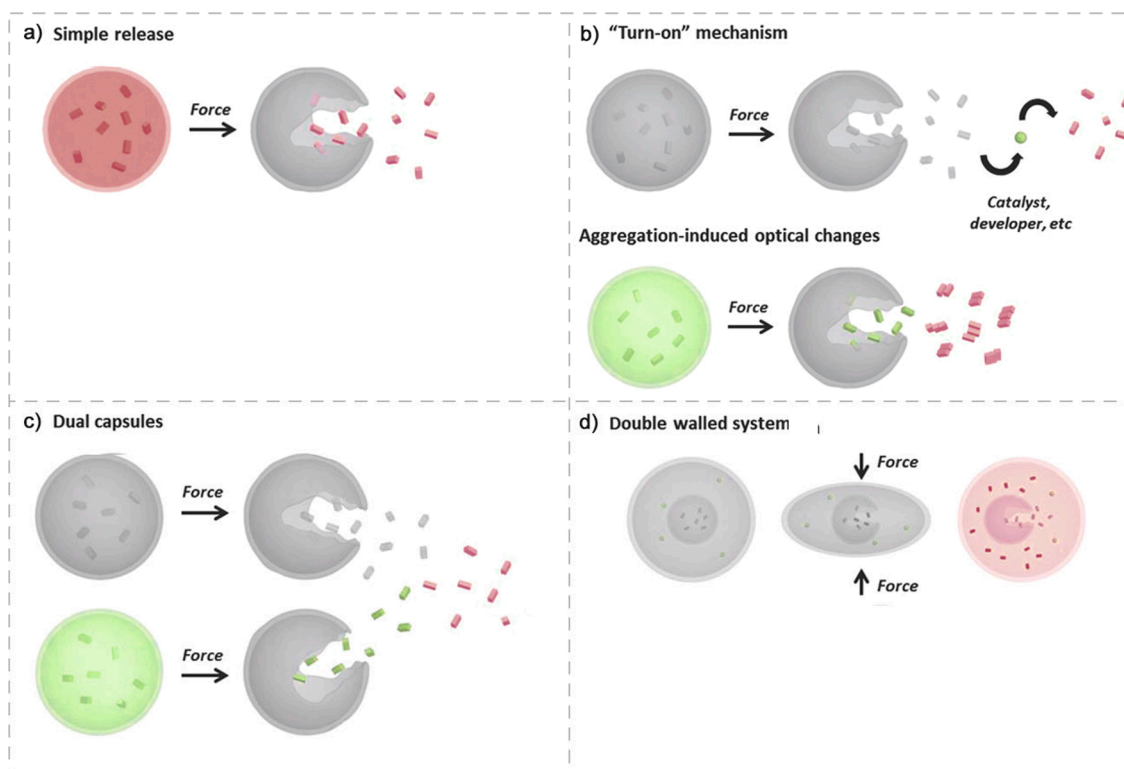 a) Simple release
Force
b) “Turn-on” mechanism
Force
Catalyst,
developer, etc
Aggregation-induced optical changes
Force
c) Dual capsules
Force
Force
d) Double walled system
Force
Force